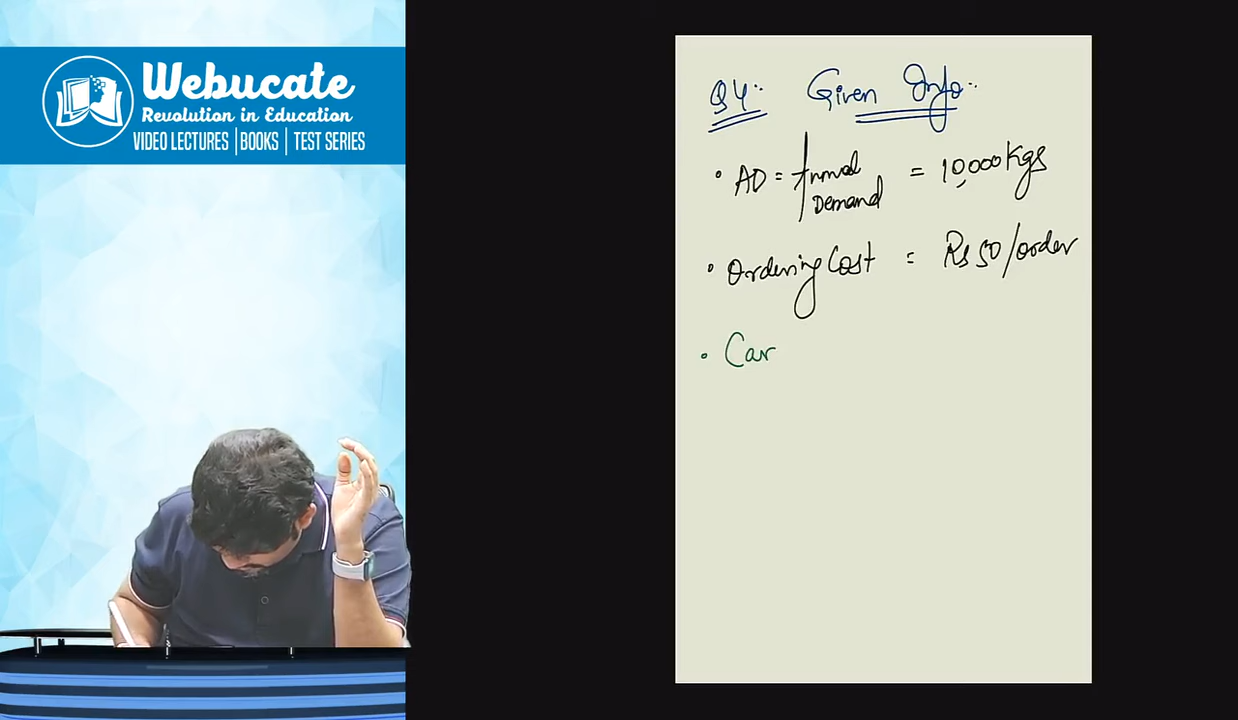 Webucate
Revolution in Education
VIDEO LECTURES | BOOKS | TEST SERIES
Q4:- Given Info:-
• AD = Annual Demand = 10,000 Kgs
• Ordering Cost = Rs 50/order
• Car